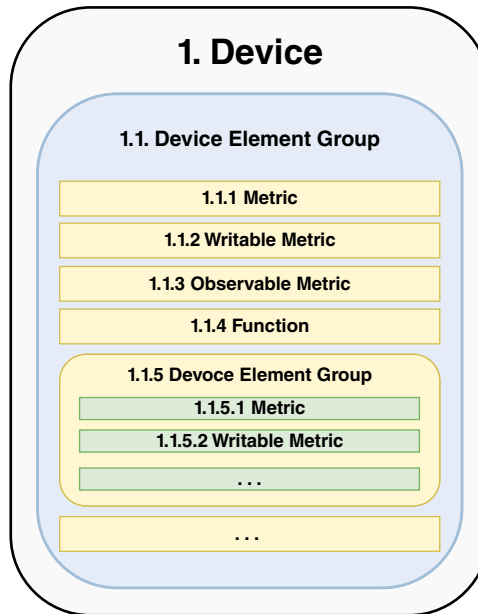 1. Device
1.1. Device Element Group
1.1.1 Metric
1.1.2 Writable Metric
1.1.3 Observable Metric
1.1.4 Function
1.1.5 Devoce Element Group
1.1.5.1 Metric
1.1.5.2 Writable Metric
. . .
. . .